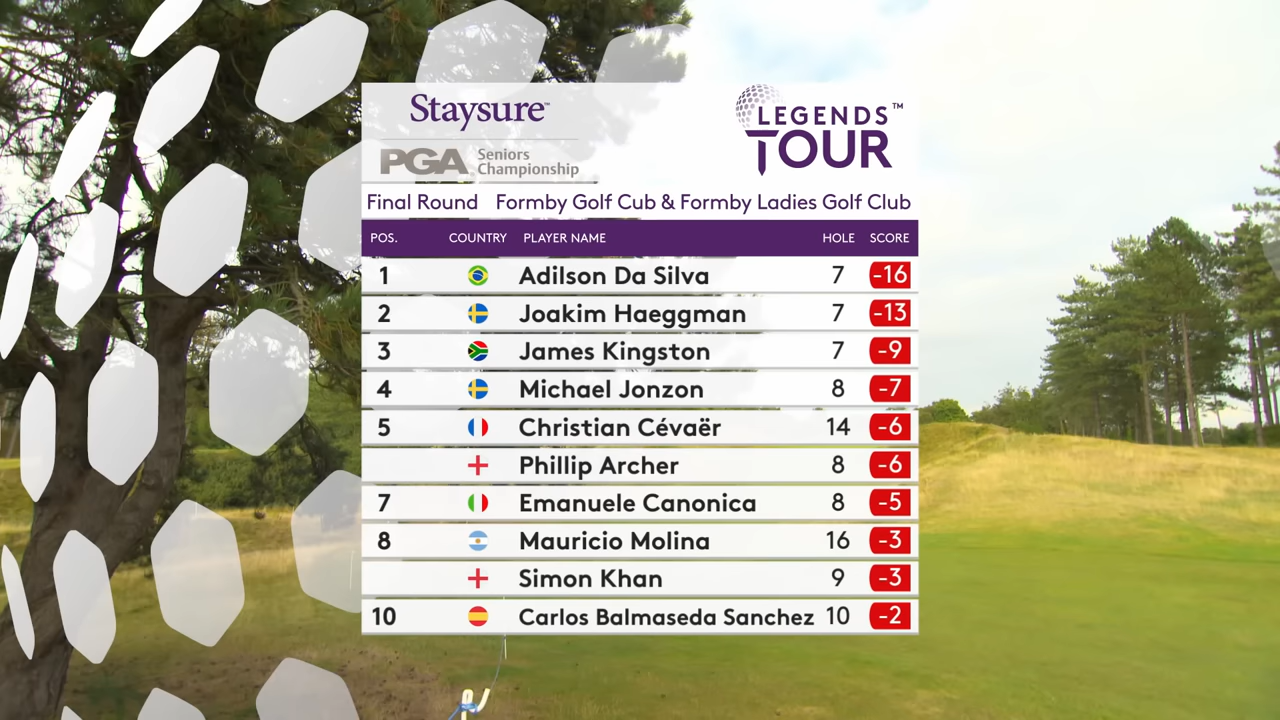 Staysure™
PGA Seniors Championship
LEGENDS™ TOUR
Final Round Formby Golf Cub & Formby Ladies Golf Club
POS. COUNTRY PLAYER NAME HOLE SCORE
1 Adilson Da Silva 7 -16
2 Joakim Haeggman 7 -13
3 James Kingston 7 -9
4 Michael Jonzon 8 -7
5 Christian Cévaër 14 -6
Phillip Archer 8 -6
7 Emanuele Canonica 8 -5
8 Mauricio Molina 16 -3
Simon Khan 9 -3
10 Carlos Balmaseda Sanchez 10 -2